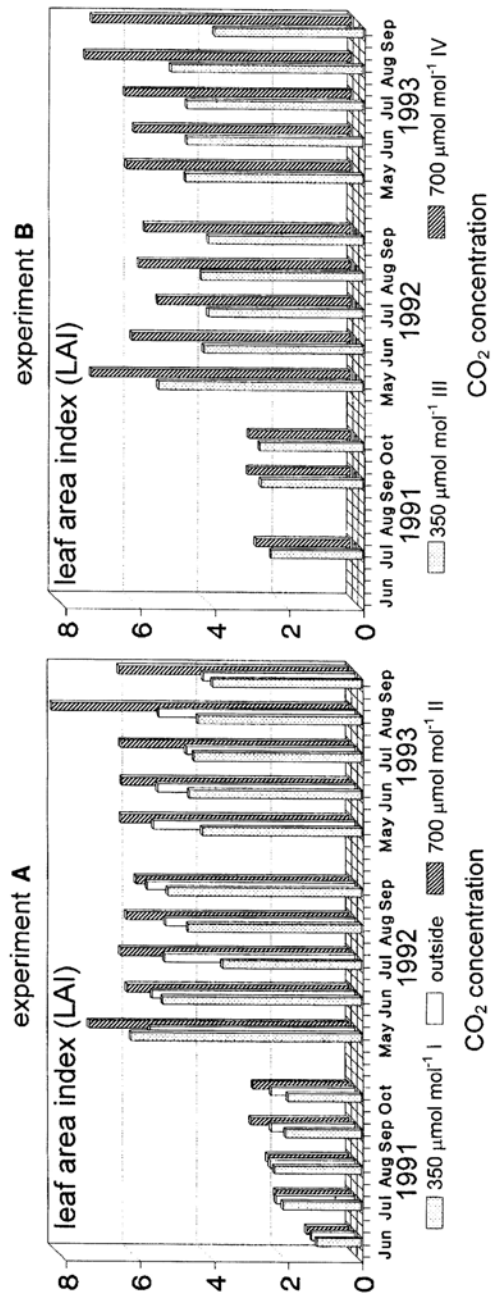 experiment A
leaf area index (LAI)
8
6
4
2
0
Jun Jul Aug Sep Oct May Jun Jul Aug Sep May Jun Jul Aug Sep
1991 1992 1993
350 µmol mol⁻¹ I outside 700 µmol mol⁻¹ II
CO₂ concentration
experiment B
leaf area index (LAI)
8
6
4
2
0
Jun Jul Aug Sep Oct May Jun Jul Aug Sep May Jun Jul Aug Sep
1991 1992 1993
350 µmol mol⁻¹ III 700 µmol mol⁻¹ IV
CO₂ concentration